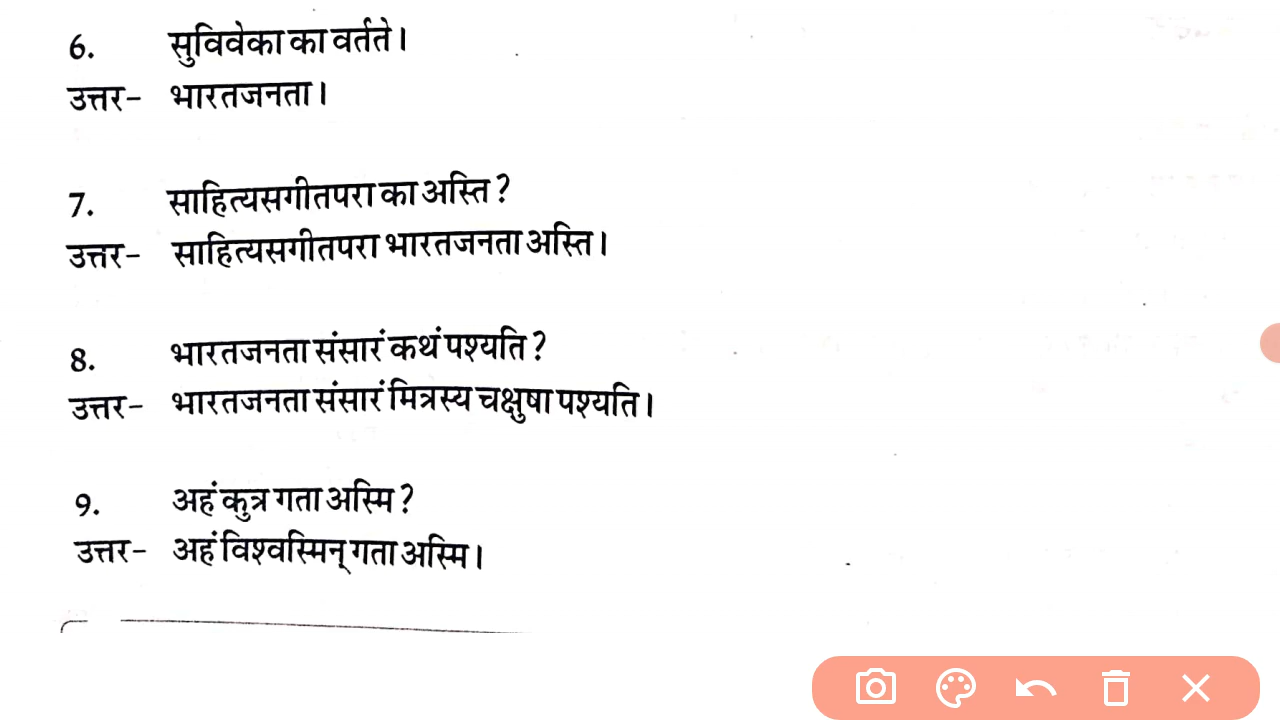 6. सुविवेका का वर्तते।
उत्तर- भारतजनता।
7. साहित्यसगीतपरा का अस्ति?
उत्तर- साहित्यसगीतपरा भारतजनता अस्ति।
8. भारतजनता संसारं कथं पश्यति?
उत्तर- भारतजनता संसारं मित्रस्य चक्षुषा पश्यति।
9. अहं कुत्र गता अस्मि?
उत्तर- अहं विश्वस्मिन् गता अस्मि।